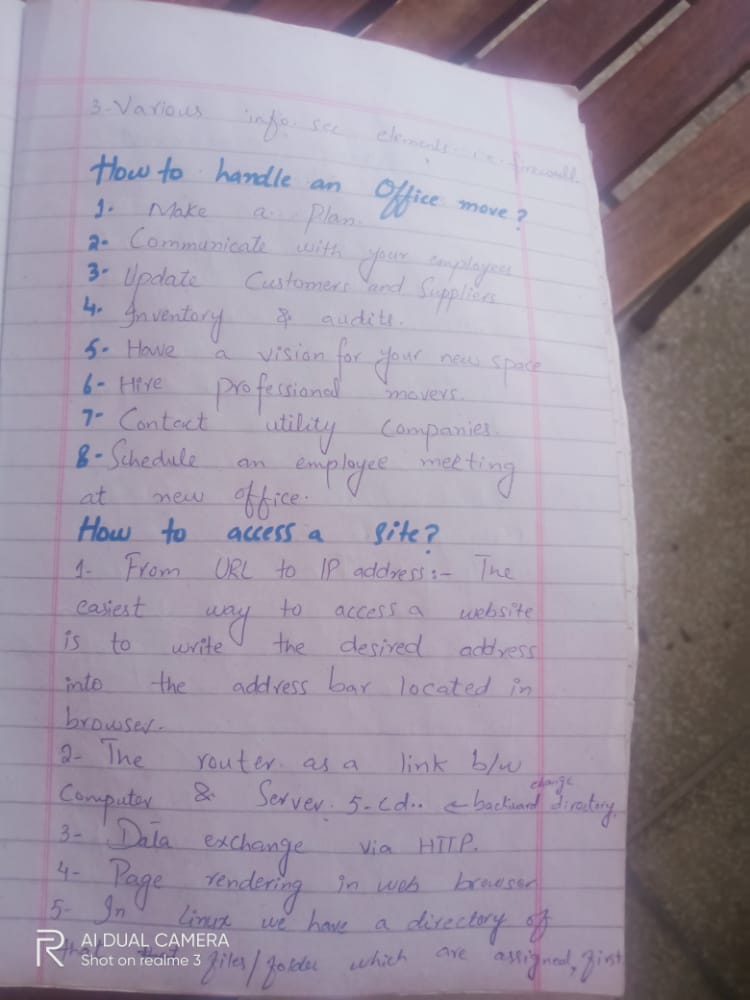 3-Various info. sec elements i.e. firewall.
How to handle an Office move?
1- Make a Plan.
2- Communicate with your employees
3- Update Customers and Suppliers
4. Inventory & audits.
5- Have a vision for your new space
6- Hire professional movers.
7- Contact utility Companies.
8-Schedule an employee meeting
at new office.
How to access a site?
1- From URL to IP address:- The
easiest way to access a website
is to write the desired address
into the address bar located in
browser.
2- The router as a link b/w
change
Computer & Server. 5-cd.. ← backward directory.
3- Data exchange via HTTP.
4- Page rendering in web browser
5- In linux we have a directory of
files/folder which are assigned, first
AI DUAL CAMERA
Shot on realme 3